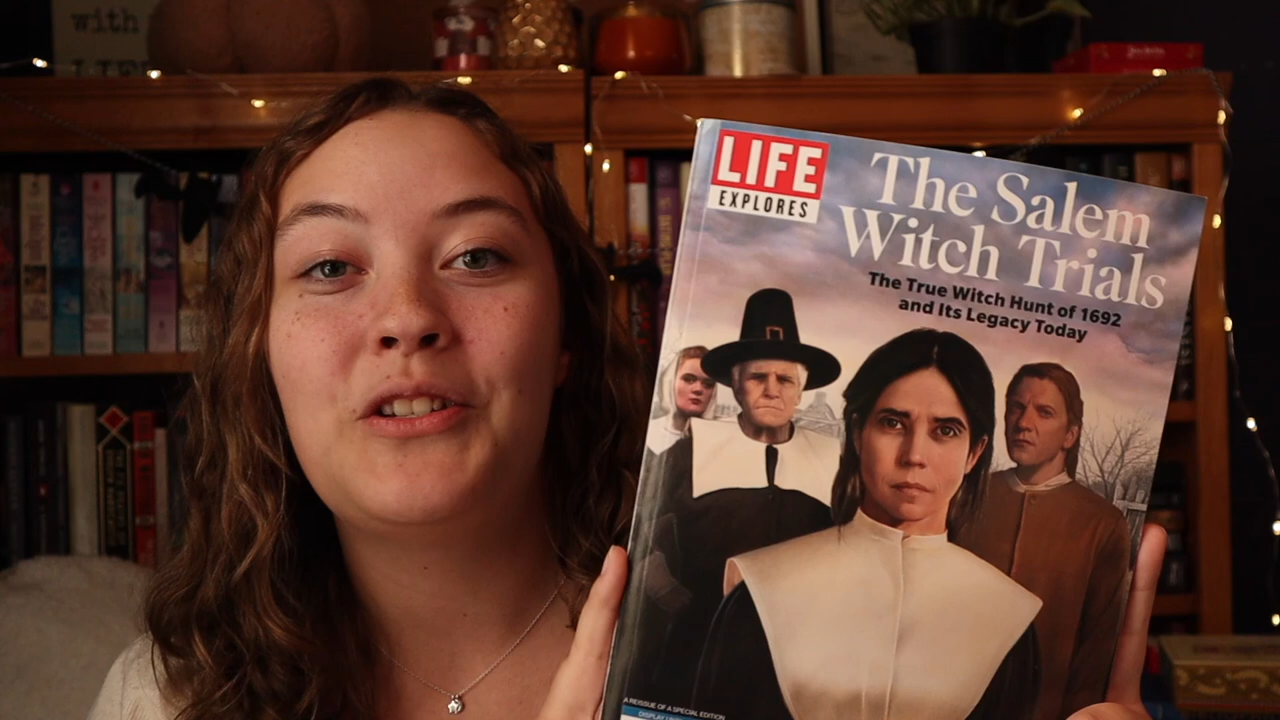 with
LIFE
LIFE
EXPLORES
The Salem
Witch Trials
The True Witch Hunt of 1692
and Its Legacy Today
A REISSUE OF A SPECIAL EDITION